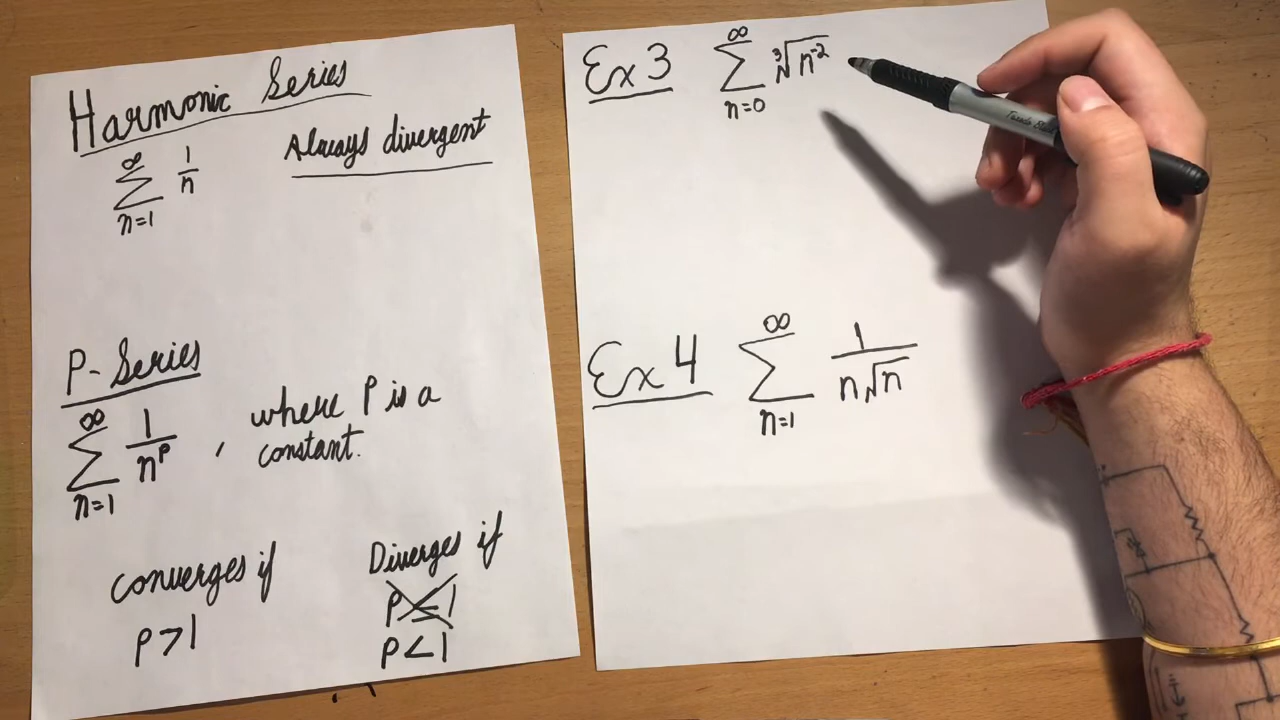 Harmonic Series
Always divergent
∞
∑ 1/n
n=1
P-Series
∞
∑ 1/n^p , where P is a
constant.
n=1
converges if
p>1
Diverges if
p≤1
p<1
Ex 3
∞
∑ ∛(n^-2)
n=0
Ex 4
∞
∑ 1/(n√n)
n=1